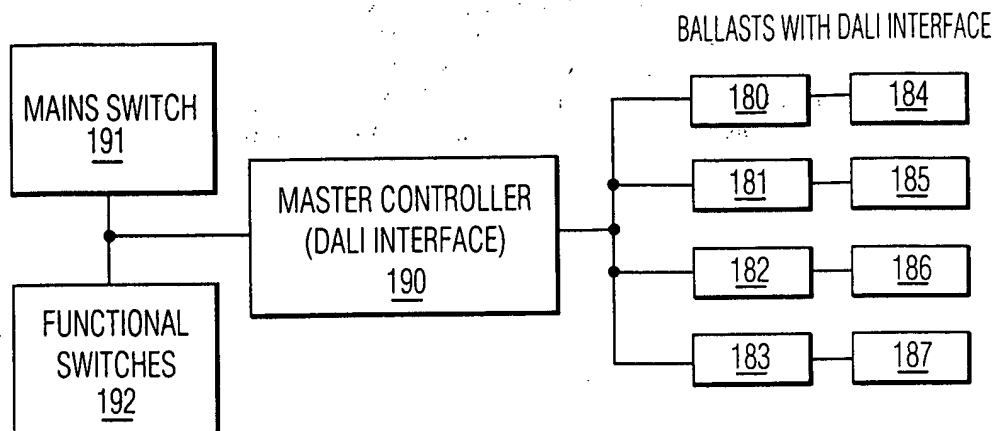 BALLASTS WITH DALI INTERFACE
MAINS SWITCH
191
FUNCTIONAL
SWITCHES
192
MASTER CONTROLLER
(DALI INTERFACE)
190
180
184
181
185
182
186
183
187